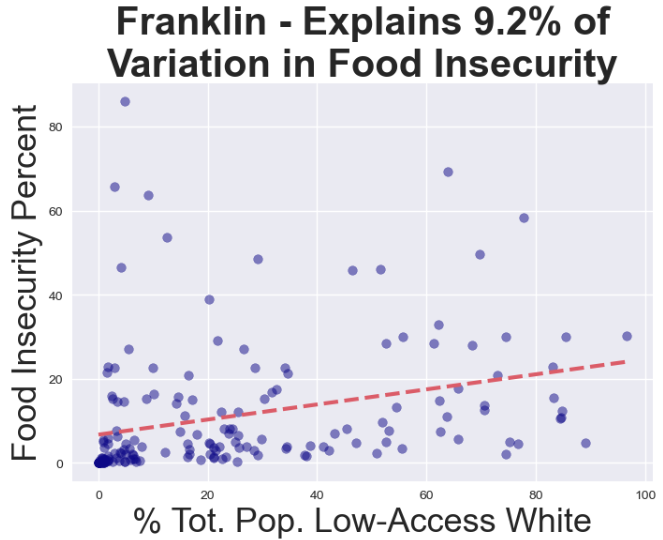 Franklin - Explains 9.2% of
Variation in Food Insecurity
Food Insecurity Percent
80
60
40
20
0
0 20 40 60 80 100
% Tot. Pop. Low-Access White